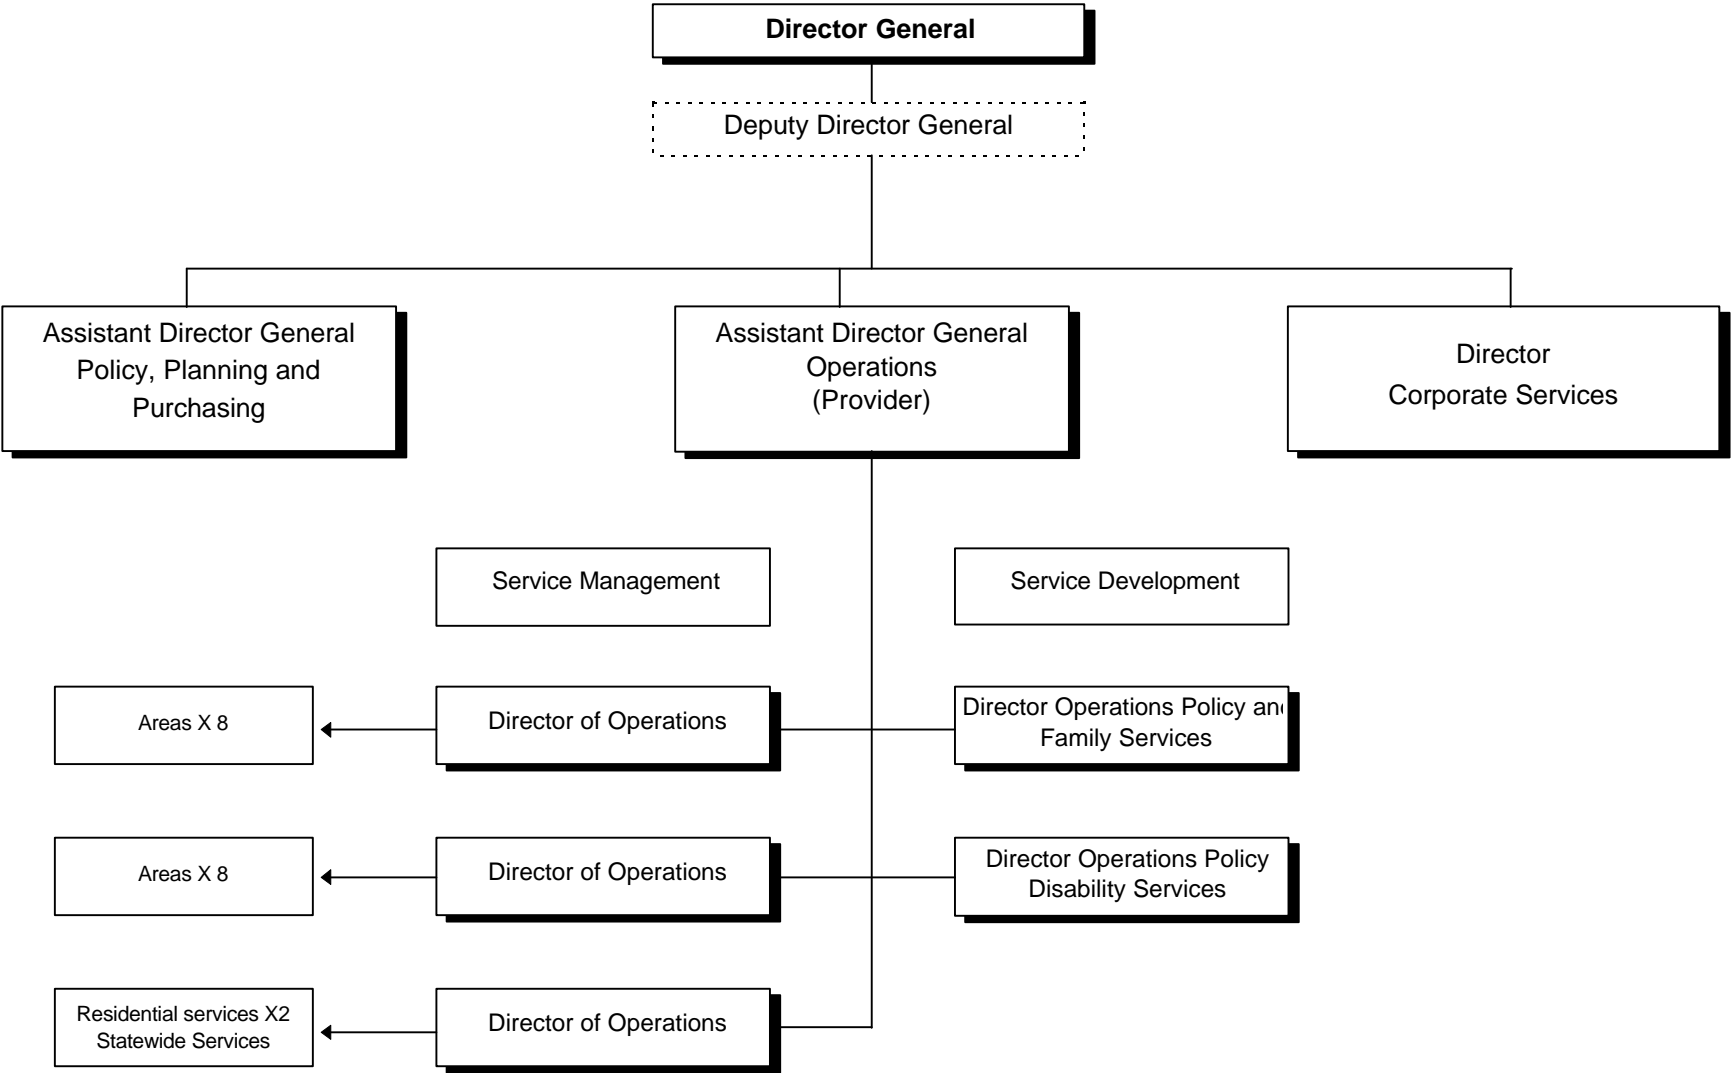 Director General
Deputy Director General
Assistant Director General
Policy, Planning and
Purchasing
Assistant Director General
Operations
(Provider)
Director
Corporate Services
Service Management
Service Development
Areas X 8
Director of Operations
Director Operations Policy and
Family Services
Areas X 8
Director of Operations
Director Operations Policy
Disability Services
Residential services X2
Statewide Services
Director of Operations